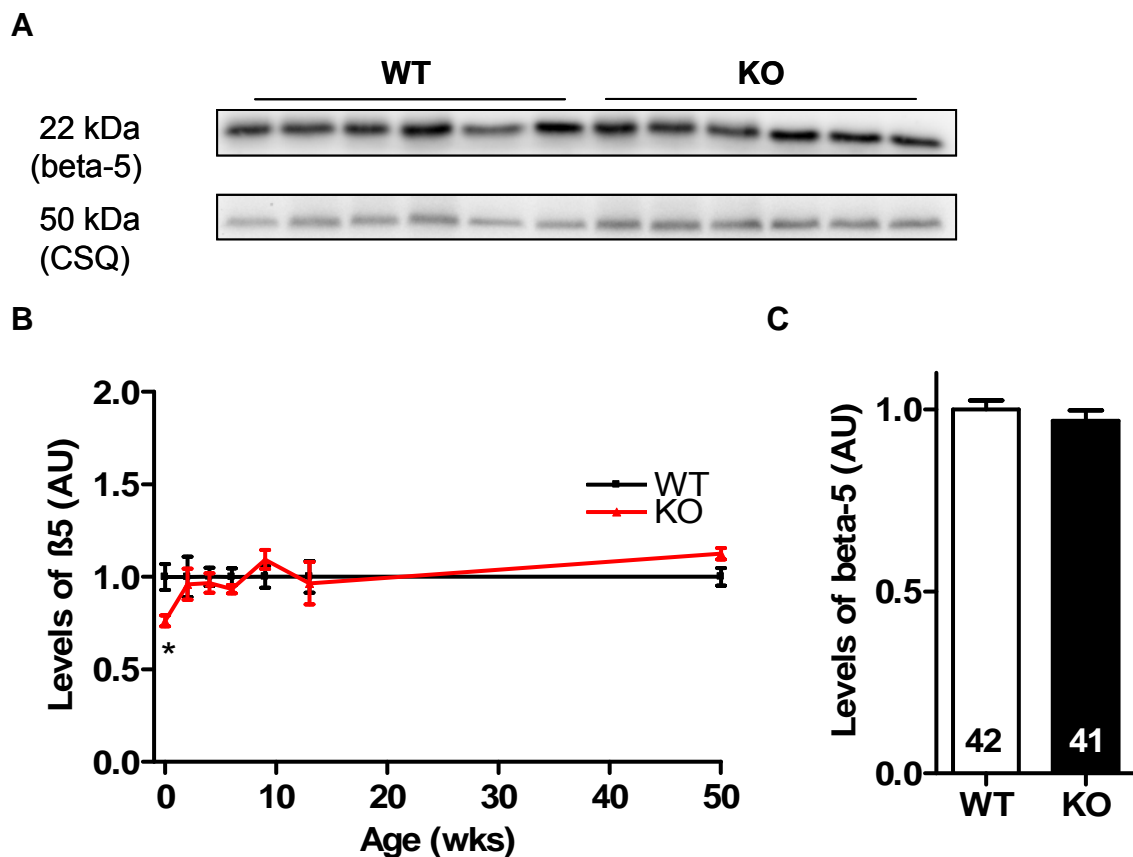 A
WT KO
22 kDa
(beta-5)
50 kDa
(CSQ)
B
Levels of ß5 (AU)
2.0
1.5
1.0
0.5
0.0
WT
KO
*
0 10 20 30 40 50
Age (wks)
C
Levels of beta-5 (AU)
1.0
0.5
0.0
42 41
WT KO